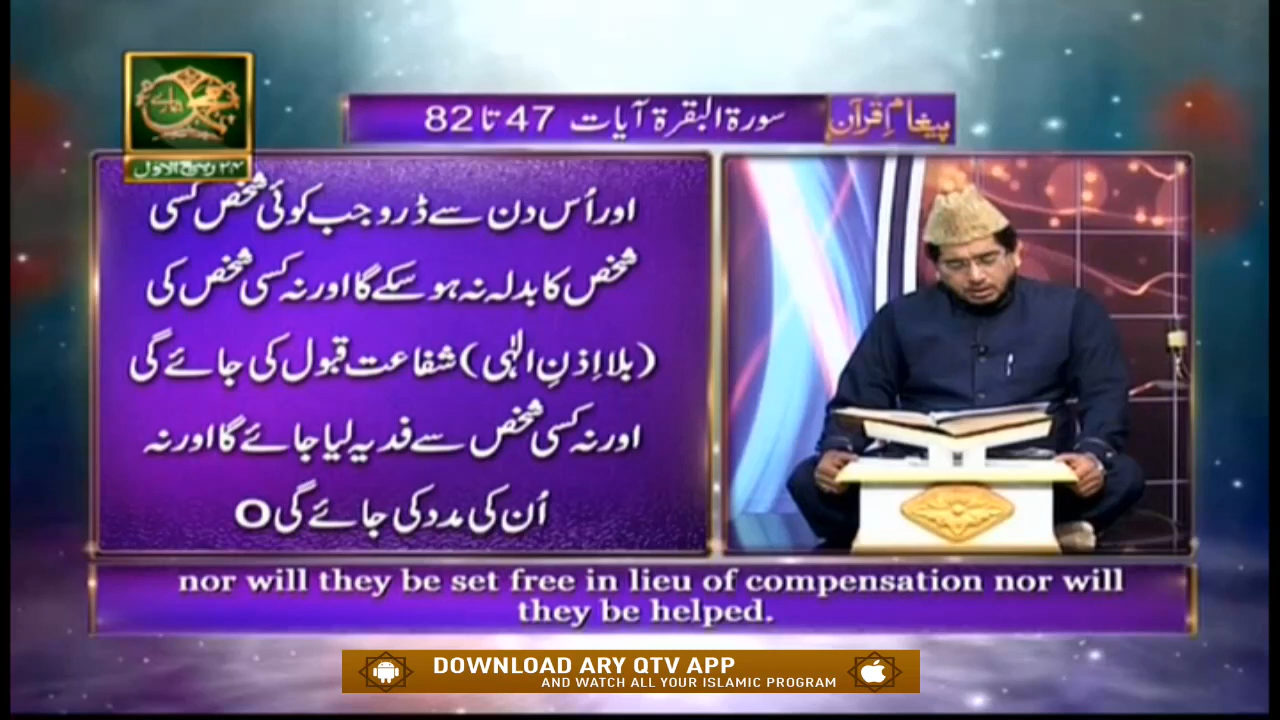 پیغامِ قرآن
سورۃ البقرۃ آیات 47 تا 82
ہمارے
۲۴ ربیع الاول
اور اُس دن سے ڈرو جب کوئی شخص کسی
شخص کا بدلہ نہ ہو سکے گا اور نہ کسی شخص کی
(بلا اِذنِ الٰہی) شفاعت قبول کی جائے گی
اور نہ کسی شخص سے فدیہ لیا جائے گا اور نہ
اُن کی مدد کی جائے گی O
nor will they be set free in lieu of compensation nor will
they be helped.
DOWNLOAD ARY QTV APP
AND WATCH ALL YOUR ISLAMIC PROGRAM